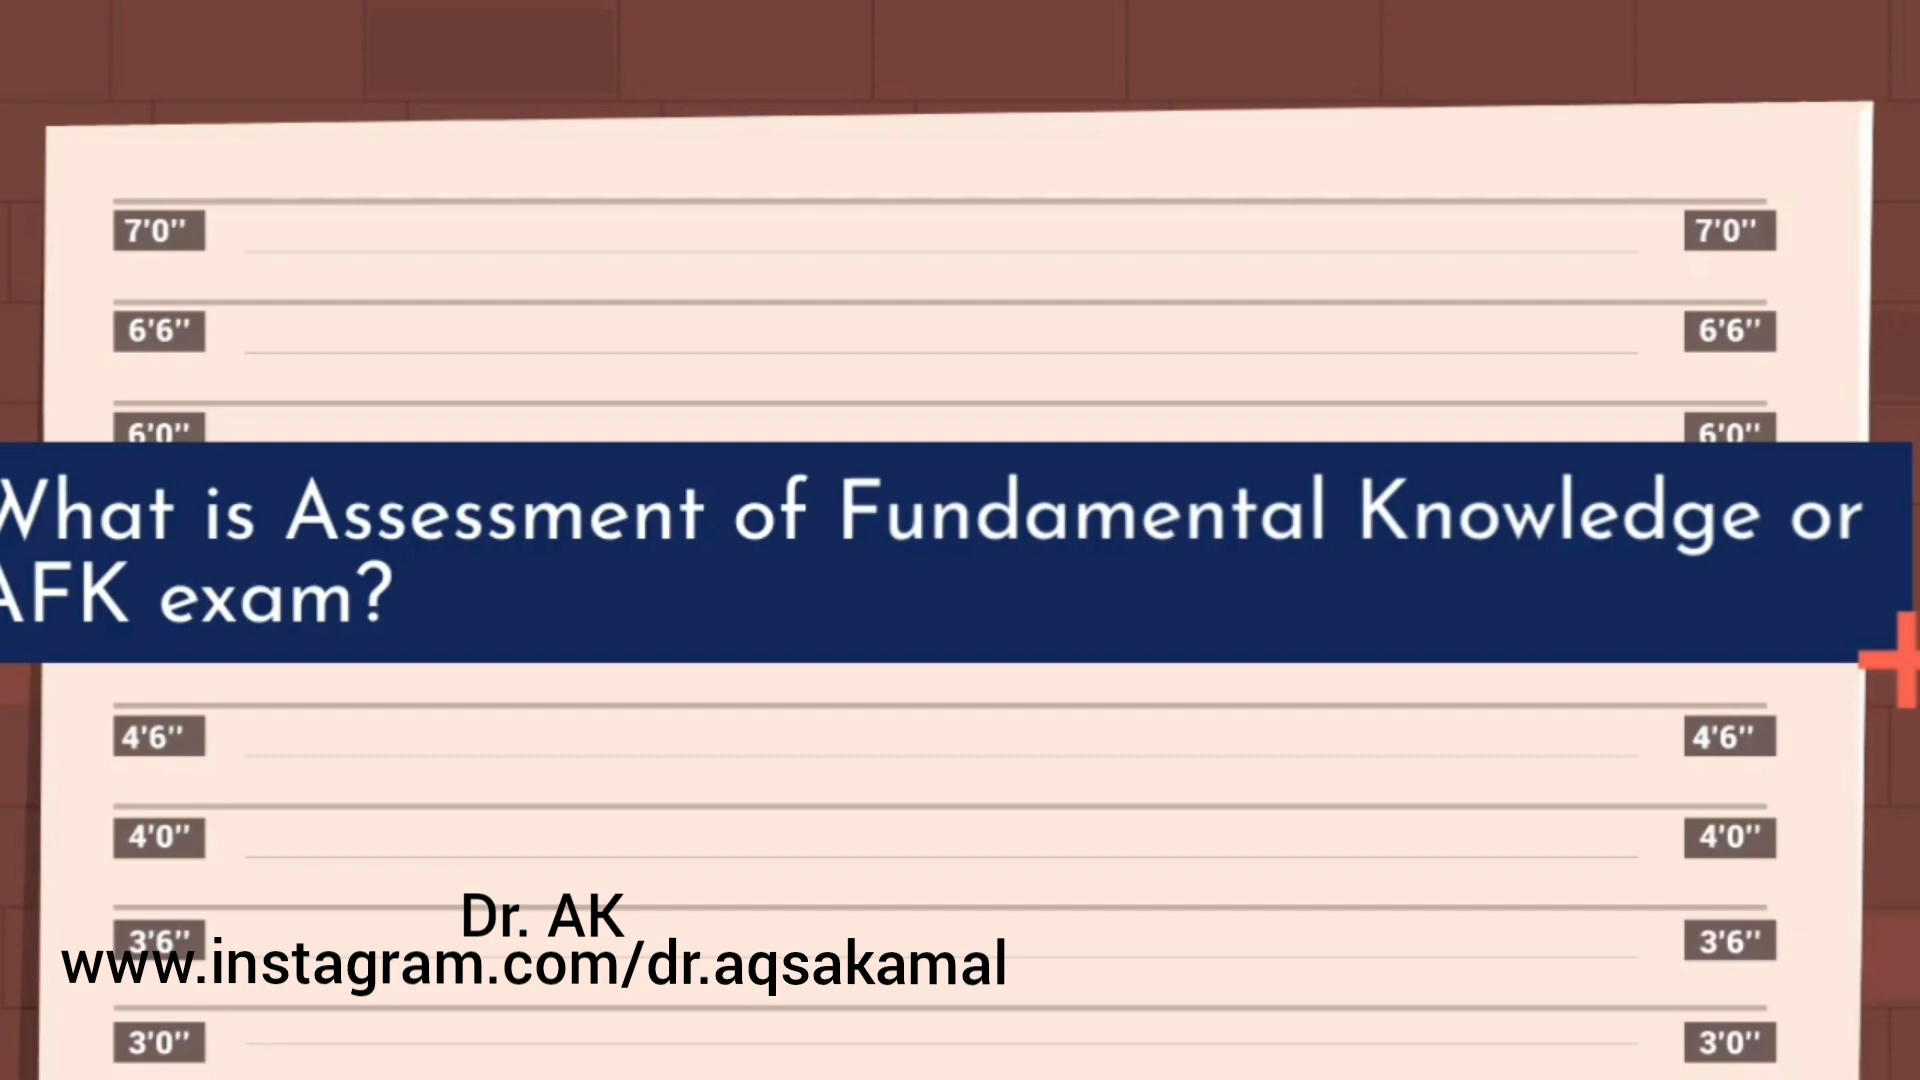 7'0" 7'0"
6'6" 6'6"
6'0" 6'0"
What is Assessment of Fundamental Knowledge or
AFK exam?
4'6" 4'6"
4'0" 4'0"
Dr. AK
3'6" 3'6"
www.instagram.com/dr.aqsakamal
3'0" 3'0"